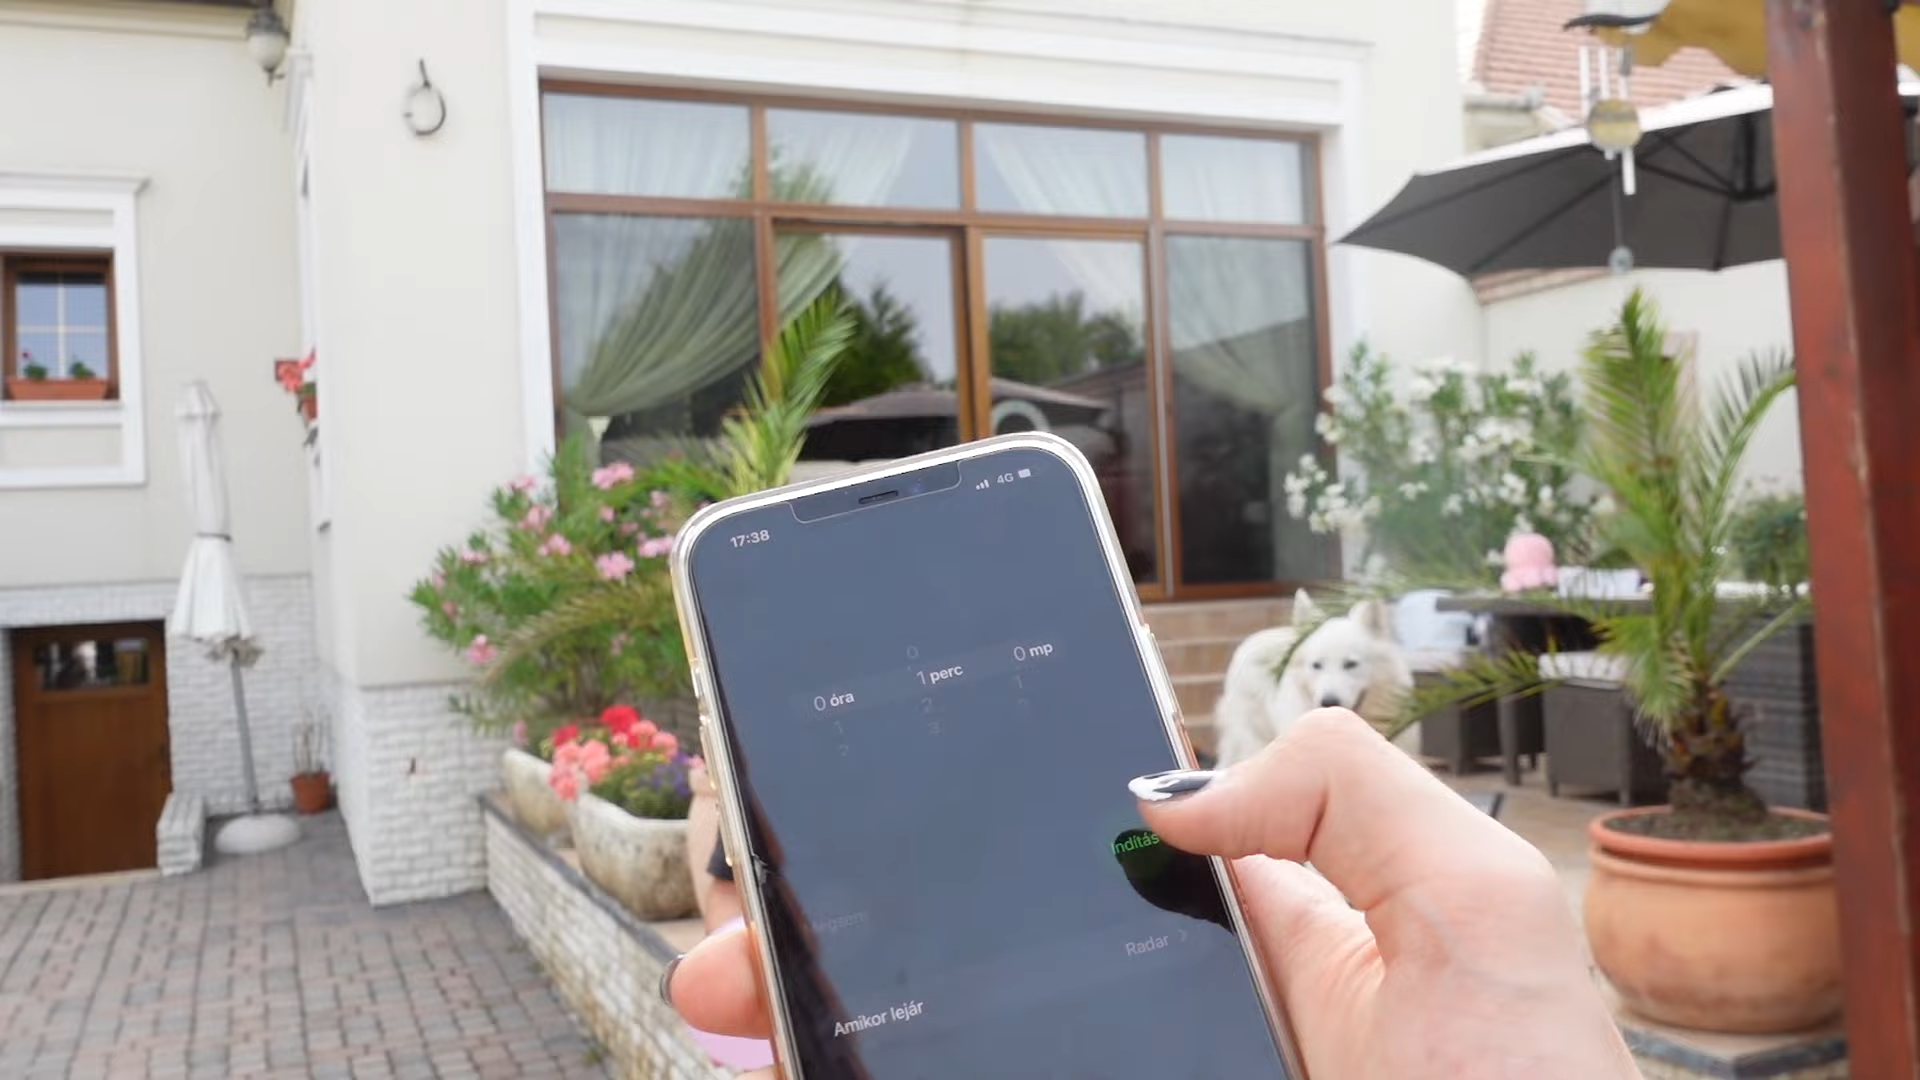 17:38 4G
0
0 óra 1 perc 0 mp
1 2 1
2 3 2
Indítás
Mégsem
Radar
Amikor lejár